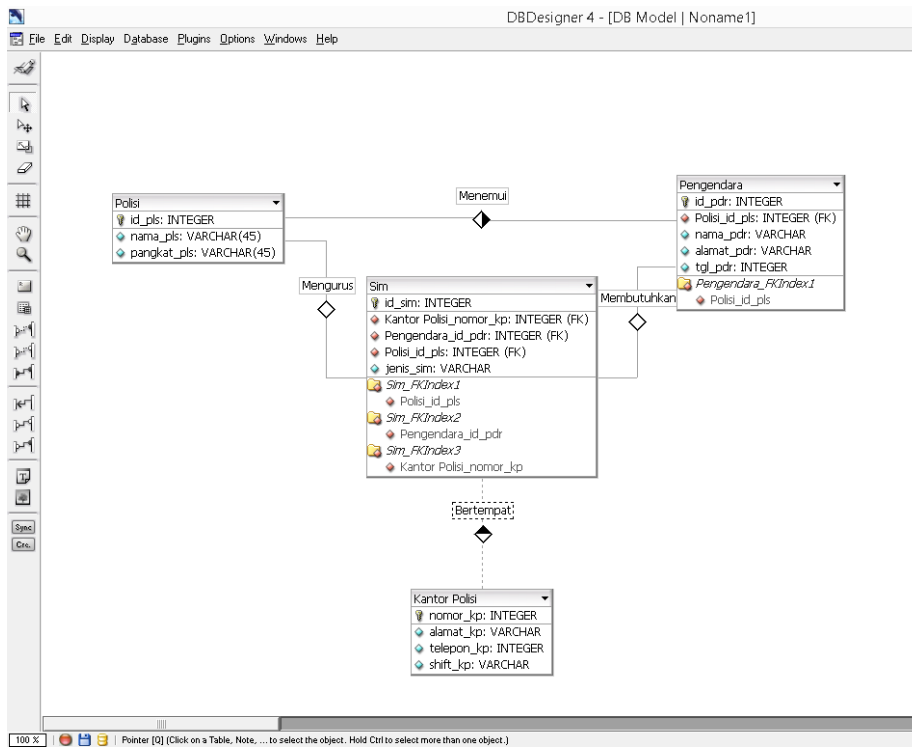 DBDesigner 4 - [DB Model | Noname1]
File Edit Display Database Plugins Options Windows Help
Menemui
Polisi
id_pls: INTEGER
nama_pls: VARCHAR(45)
pangkat_pls: VARCHAR(45)
Pengendara
id_pdr: INTEGER
Polisi_id_pls: INTEGER (FK)
nama_pdr: VARCHAR
alamat_pdr: VARCHAR
tgl_pdr: INTEGER
Pengendara_FKIndex1
Polisi_id_pls
Mengurus
Sim
id_sim: INTEGER
Kantor Polisi_nomor_kp: INTEGER (FK)
Pengendara_id_pdr: INTEGER (FK)
Polisi_id_pls: INTEGER (FK)
jenis_sim: VARCHAR
Sim_FKIndex1
Polisi_id_pls
Sim_FKIndex2
Pengendara_id_pdr
Sim_FKIndex3
Kantor Polisi_nomor_kp
Membutuhkan
Bertempat
Kantor Polisi
nomor_kp: INTEGER
alamat_kp: VARCHAR
telepon_kp: INTEGER
shift_kp: VARCHAR
Sync
Crc.
100 % Pointer [Q] (Click on a Table, Note, ... to select the object. Hold Ctrl to select more than one object.)